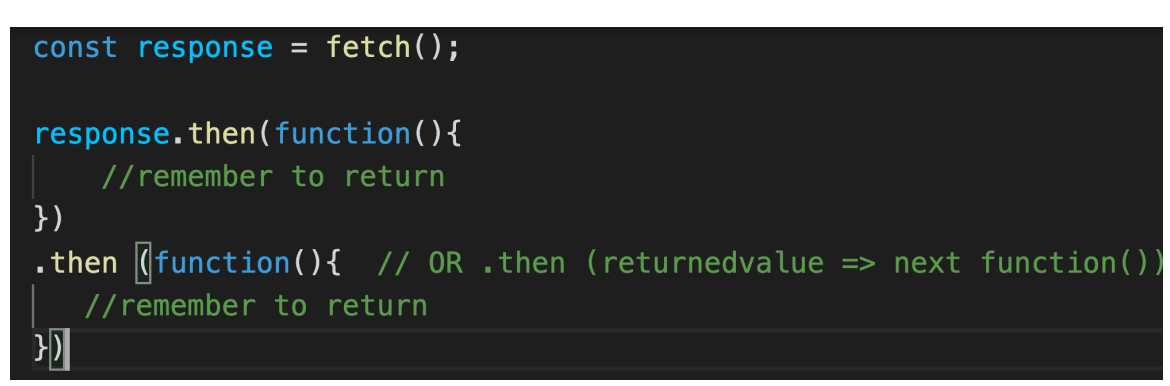 const response = fetch();
response.then(function(){
//remember to return
})
.then (function(){  // OR .then (returnedvalue => next function())
//remember to return
})